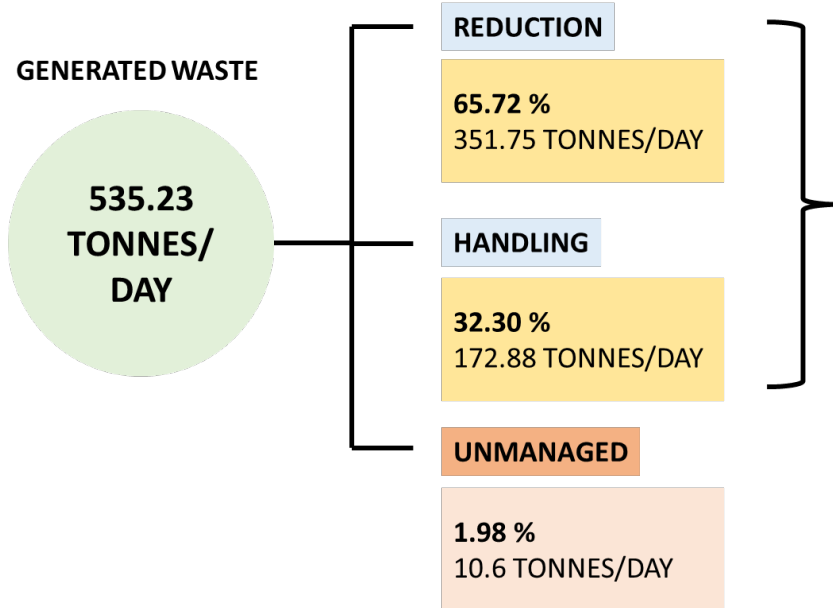 GENERATED WASTE
535.23
TONNES/
DAY
REDUCTION
65.72 %
351.75 TONNES/DAY
HANDLING
32.30 %
172.88 TONNES/DAY
UNMANAGED
1.98 %
10.6 TONNES/DAY